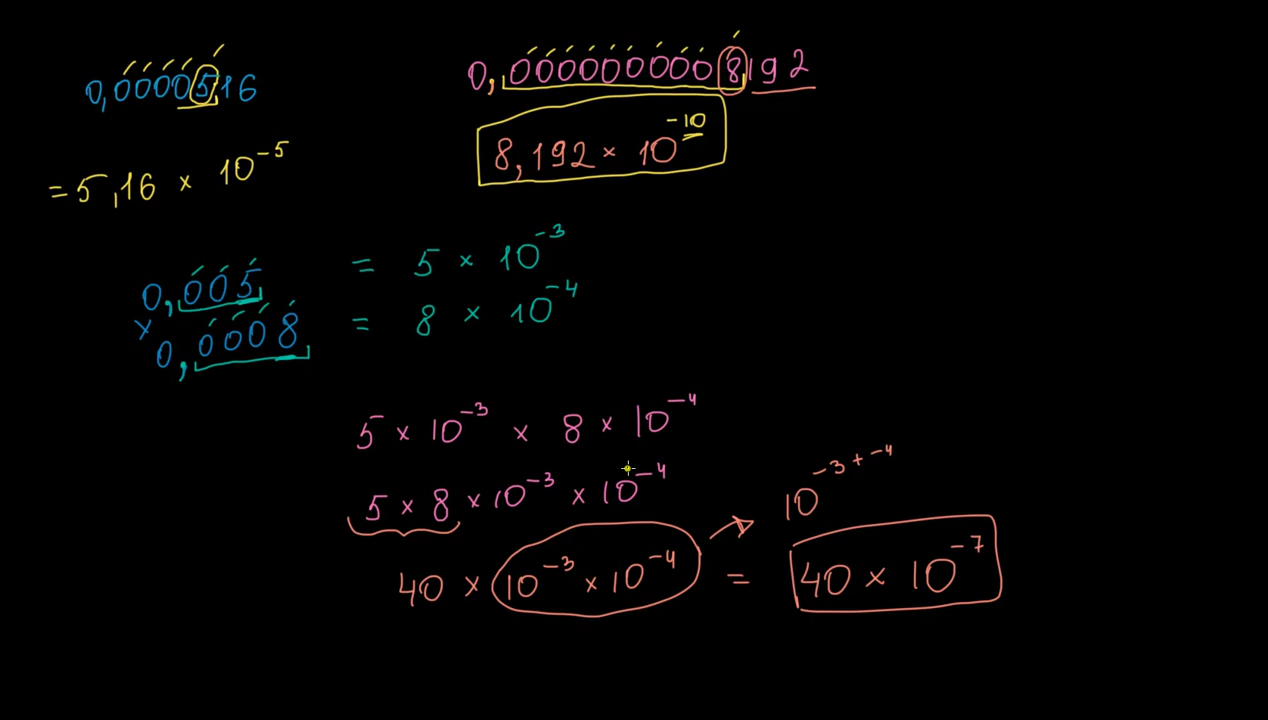 0,0000516
= 5,16 × 10⁻⁵
0,0000000008192
8,192 × 10⁻¹⁰
0,005 = 5 × 10⁻³
× 0,0008 = 8 × 10⁻⁴
5 × 10⁻³ × 8 × 10⁻⁴
5 × 8 × 10⁻³ × 10⁻⁴
10⁻³ ⁺ ⁻⁴
40 × 10⁻³ × 10⁻⁴ = 40 × 10⁻⁷